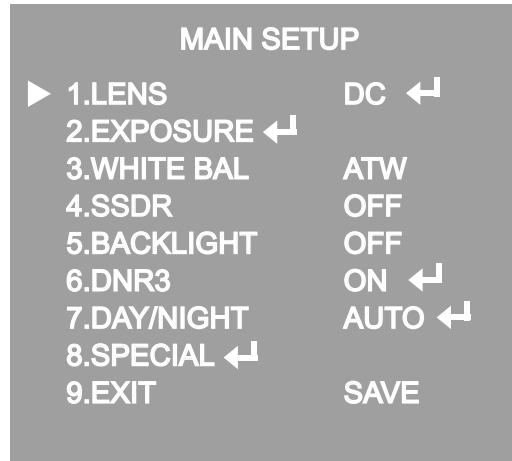 MAIN SETUP
1.LENS DC ↵
2.EXPOSURE ↵
3.WHITE BAL ATW
4.SSDR OFF
5.BACKLIGHT OFF
6.DNR3 ON ↵
7.DAY/NIGHT AUTO ↵
8.SPECIAL ↵
9.EXIT SAVE